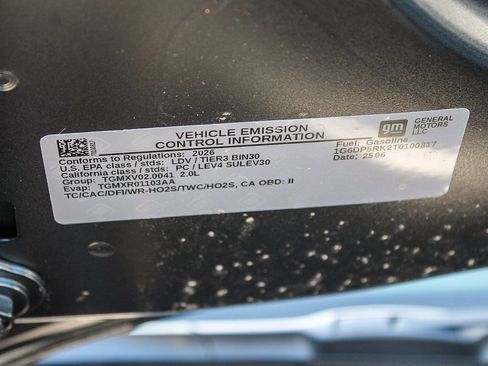 VEHICLE EMISSION
CONTROL INFORMATION
gm
GENERAL
MOTORS
LLC
Conforms to Regulations: 2026
U.S. EPA class / stds: LDV / TIER3 BIN30
California class / stds: PC / LEV4 SULEV30
Group: TGMXV02.0041 2.0L
Evap: TGMXR01103AA
TC/CAC/DFI/WR-HO2S/TWC/HO2S, CA OBD: II
Fuel: Gasoline
1G6DP5RK2T0100817
Date: 2506